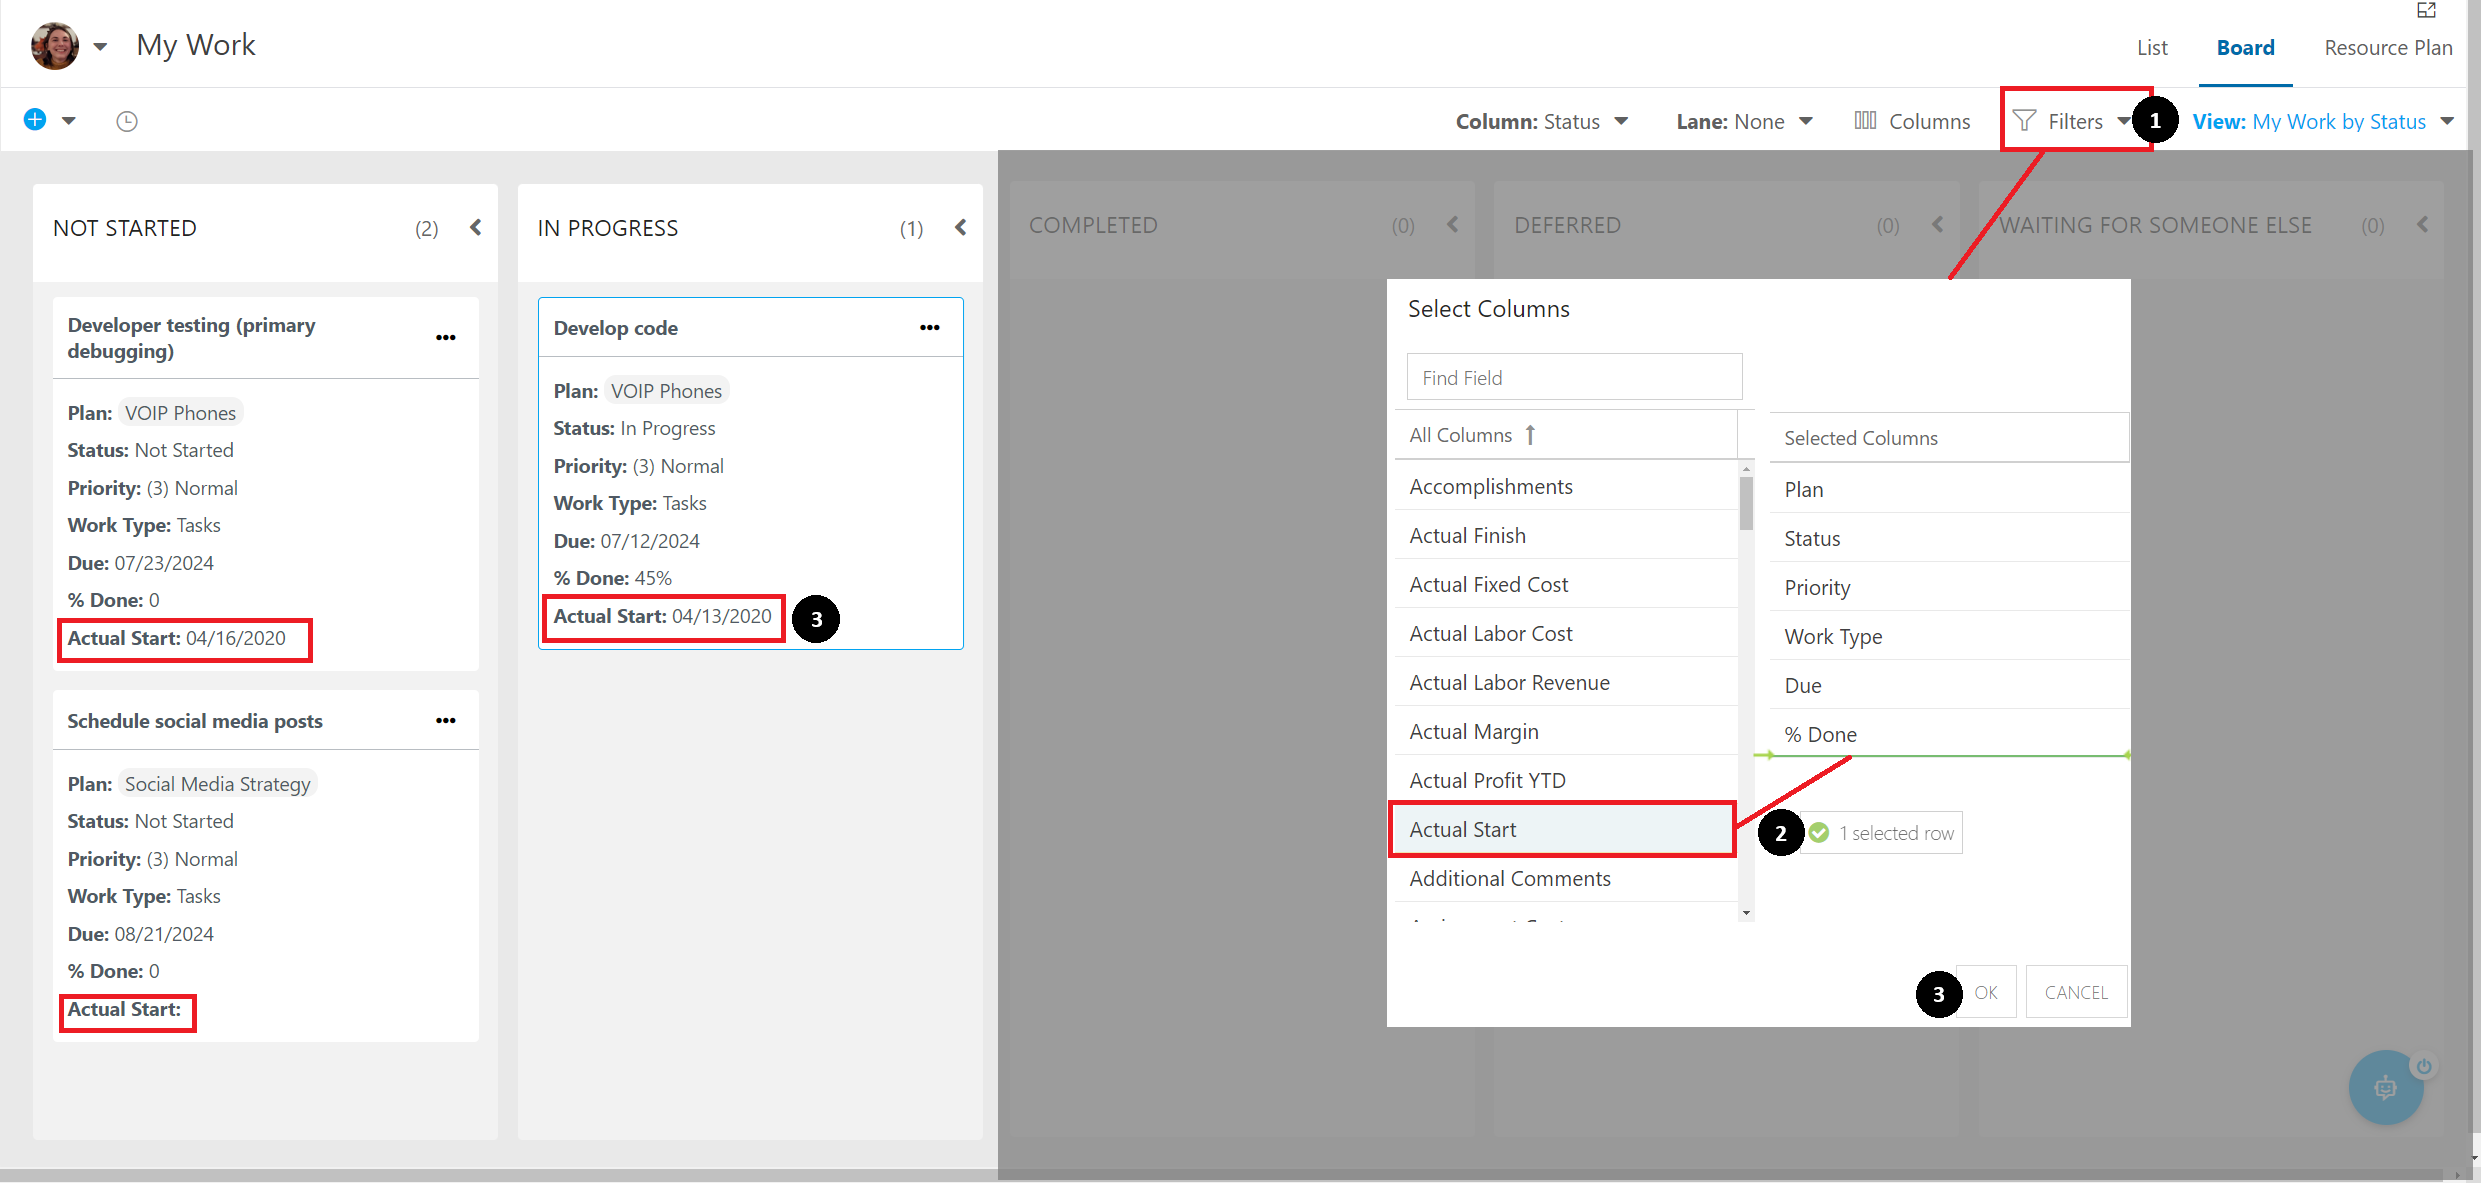 My Work
List
Board
Resource Plan
Column: Status
Lane: None
Columns
Filters
1
View: My Work by Status
NOT STARTED
(2)
Developer testing (primary
debugging)
Plan: VOIP Phones
Status: Not Started
Priority: (3) Normal
Work Type: Tasks
Due: 07/23/2024
% Done: 0
Actual Start: 04/16/2020
Schedule social media posts
Plan: Social Media Strategy
Status: Not Started
Priority: (3) Normal
Work Type: Tasks
Due: 08/21/2024
% Done: 0
Actual Start:
IN PROGRESS
(1)
Develop code
Plan: VOIP Phones
Status: In Progress
Priority: (3) Normal
Work Type: Tasks
Due: 07/12/2024
% Done: 45%
Actual Start: 04/13/2020
3
COMPLETED
(0)
DEFERRED
(0)
WAITING FOR SOMEONE ELSE
(0)
Select Columns
Find Field
All Columns
Accomplishments
Actual Finish
Actual Fixed Cost
Actual Labor Cost
Actual Labor Revenue
Actual Margin
Actual Profit YTD
Actual Start
Additional Comments
Selected Columns
Plan
Status
Priority
Work Type
Due
% Done
2
1 selected row
3
OK
CANCEL